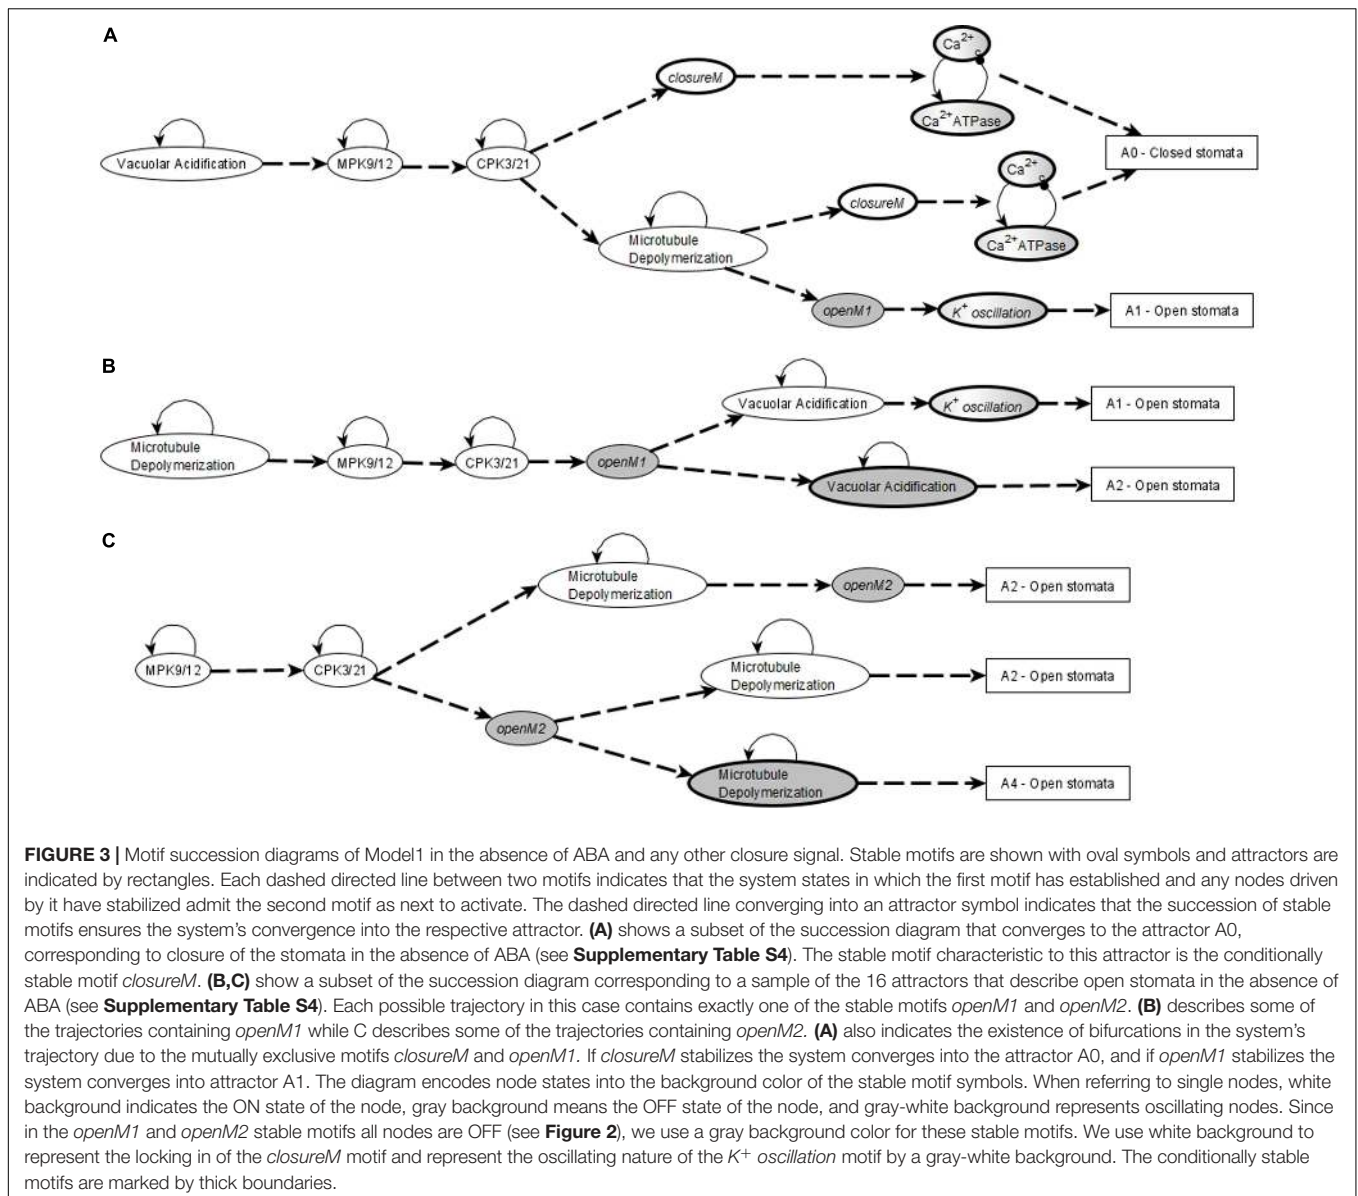 A
Ca2+
c
closureM
Ca2+ATPase
Vacuolar Acidification
MPK9/12
CPK3/21
A0 - Closed stomata
Ca2+
c
closureM
Microtubule
Depolymerization
Ca2+ATPase
openM1
K+ oscillation
A1 - Open stomata
B
Vacuolar Acidification
K+ oscillation
A1 - Open stomata
Microtubule
Depolymerization
MPK9/12
CPK3/21
openM1
Vacuolar Acidification
A2 - Open stomata
C
Microtubule
Depolymerization
openM2
A2 - Open stomata
MPK9/12
CPK3/21
Microtubule
Depolymerization
A2 - Open stomata
openM2
Microtubule
Depolymerization
A4 - Open stomata
FIGURE 3 | Motif succession diagrams of Model1 in the absence of ABA and any other closure signal. Stable motifs are shown with oval symbols and attractors are
indicated by rectangles. Each dashed directed line between two motifs indicates that the system states in which the first motif has established and any nodes driven
by it have stabilized admit the second motif as next to activate. The dashed directed line converging into an attractor symbol indicates that the succession of stable
motifs ensures the system's convergence into the respective attractor. (A) shows a subset of the succession diagram that converges to the attractor A0,
corresponding to closure of the stomata in the absence of ABA (see Supplementary Table S4). The stable motif characteristic to this attractor is the conditionally
stable motif closureM. (B,C) show a subset of the succession diagram corresponding to a sample of the 16 attractors that describe open stomata in the absence of
ABA (see Supplementary Table S4). Each possible trajectory in this case contains exactly one of the stable motifs openM1 and openM2. (B) describes some of
the trajectories containing openM1 while C describes some of the trajectories containing openM2. (A) also indicates the existence of bifurcations in the system's
trajectory due to the mutually exclusive motifs closureM and openM1. If closureM stabilizes the system converges into the attractor A0, and if openM1 stabilizes the
system converges into attractor A1. The diagram encodes node states into the background color of the stable motif symbols. When referring to single nodes, white
background indicates the ON state of the node, gray background means the OFF state of the node, and gray-white background represents oscillating nodes. Since
in the openM1 and openM2 stable motifs all nodes are OFF (see Figure 2), we use a gray background color for these stable motifs. We use white background to
represent the locking in of the closureM motif and represent the oscillating nature of the K+ oscillation motif by a gray-white background. The conditionally stable
motifs are marked by thick boundaries.